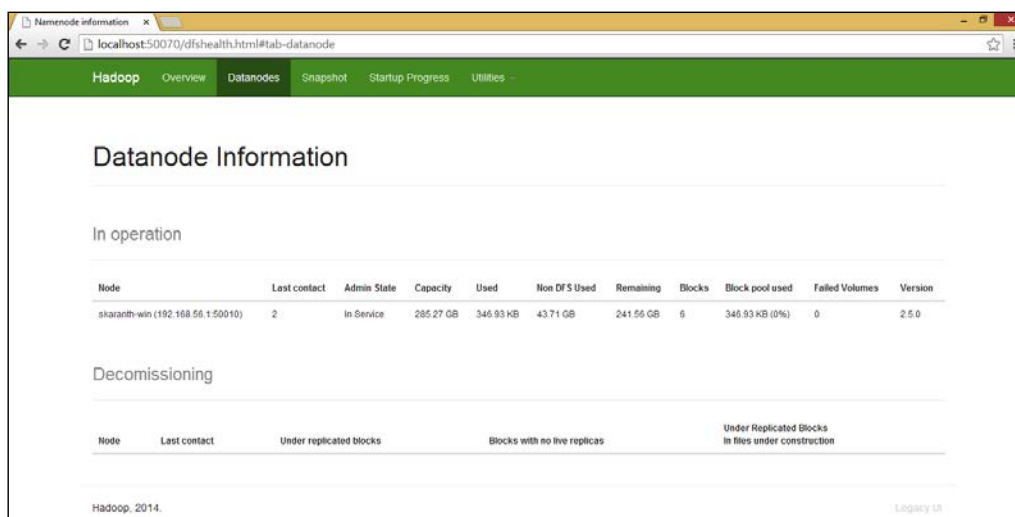 Namenode information
localhost:50070/dfshealth.html#tab-datanode
Hadoop Overview Datanodes Snapshot Startup Progress Utilities
Datanode Information
In operation
Node Last contact Admin State Capacity Used Non DFS Used Remaining Blocks Block pool used Failed Volumes Version
skaranth-win (192.168.56.1:50010) 2 In Service 285.27 GB 346.93 KB 43.71 GB 241.56 GB 6 346.93 KB (0%) 0 2.5.0
Decomissioning
Under Replicated Blocks
Node Last contact Under replicated blocks Blocks with no live replicas In files under construction
Hadoop, 2014. Legacy UI